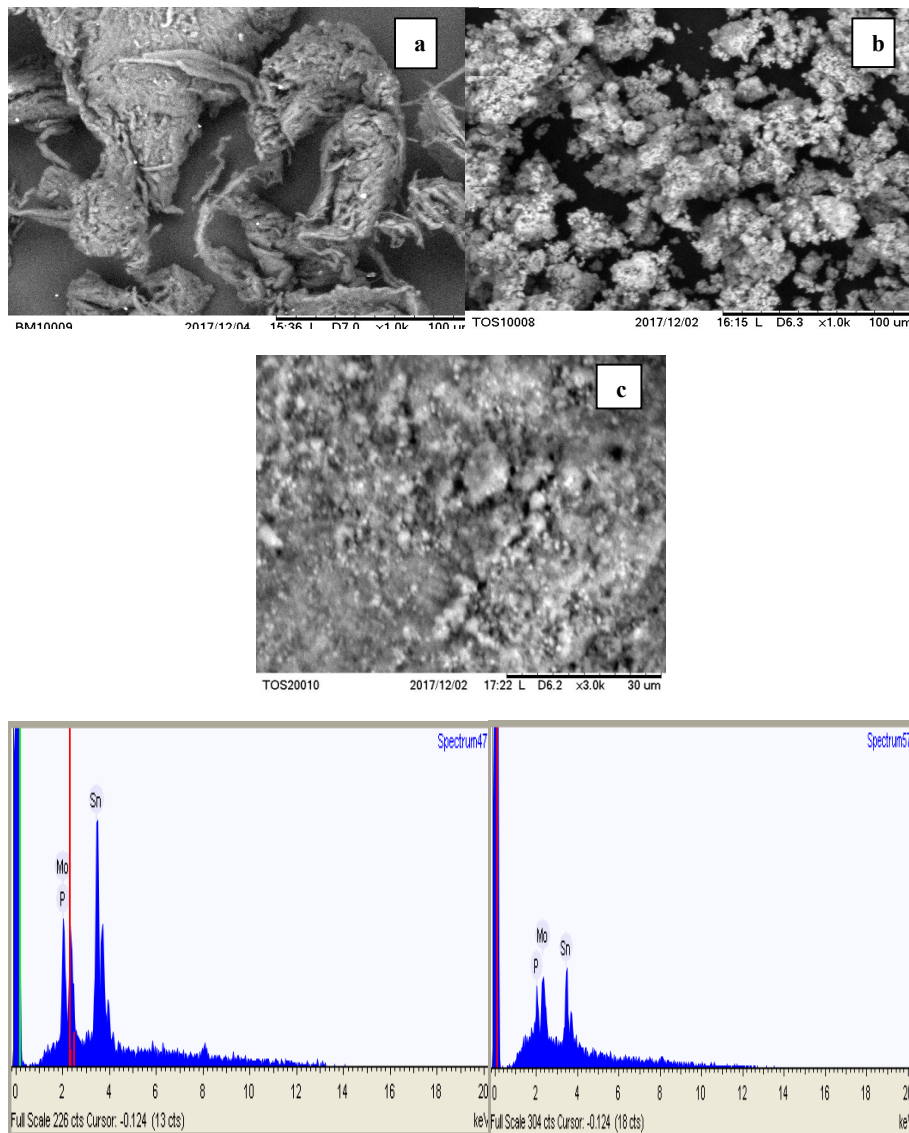 a
b
BM10009 2017/12/04 15:36 L D7.0 x1.0k 100 um
TOS10008 2017/12/02 16:15 L D6.3 x1.0k 100 um
c
TOS20010 2017/12/02 17:22 L D6.2 x3.0k 30 um
Spectrum47
Sn
Mo
P
0 2 4 6 8 10 12 14 16 18 20
Full Scale 226 cts Cursor: -0.124 (13 cts) keV
Spectrum57
Mo
Sn
P
0 2 4 6 8 10 12 14 16 18 20
Full Scale 304 cts Cursor: -0.124 (18 cts) ke